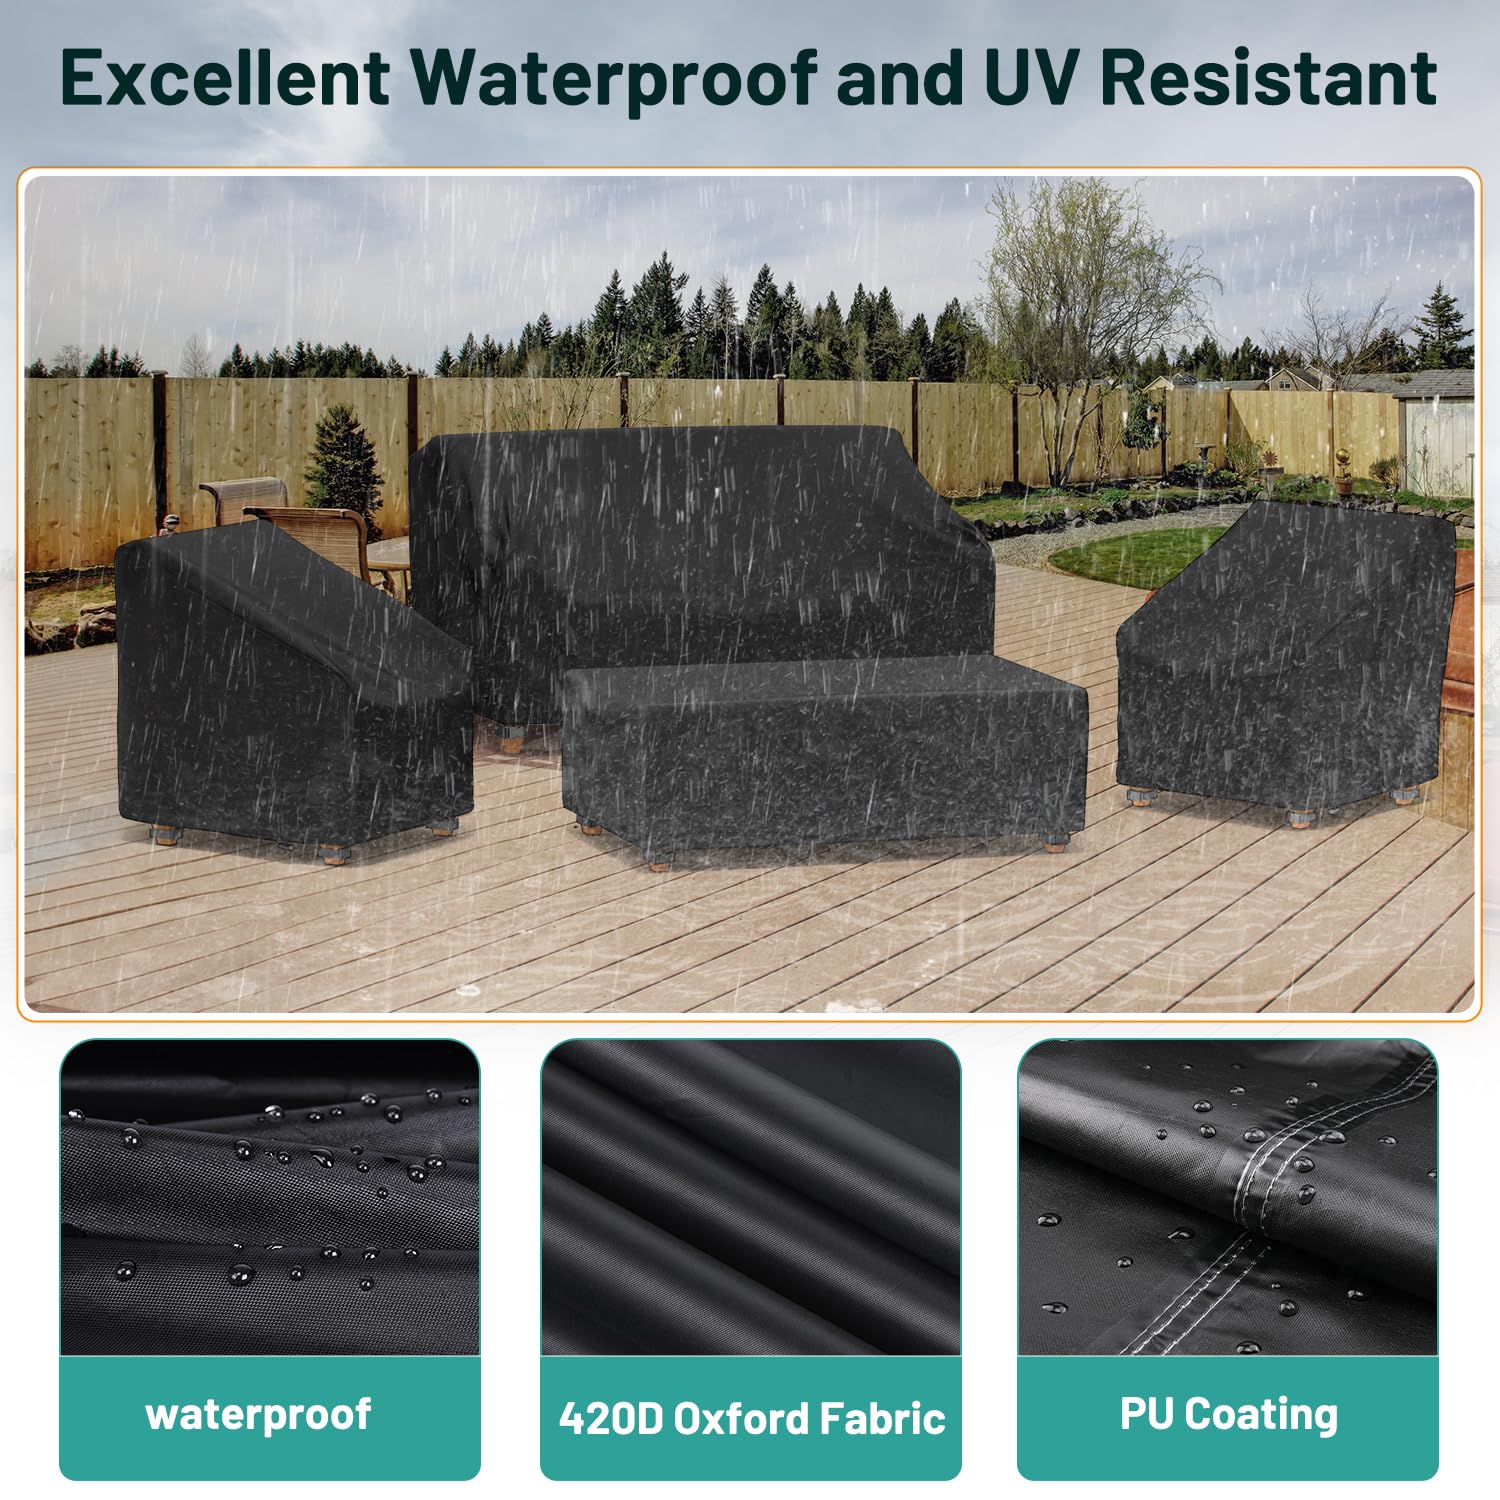 Excellent Waterproof and UV Resistant
waterproof
420D Oxford Fabric
PU Coating